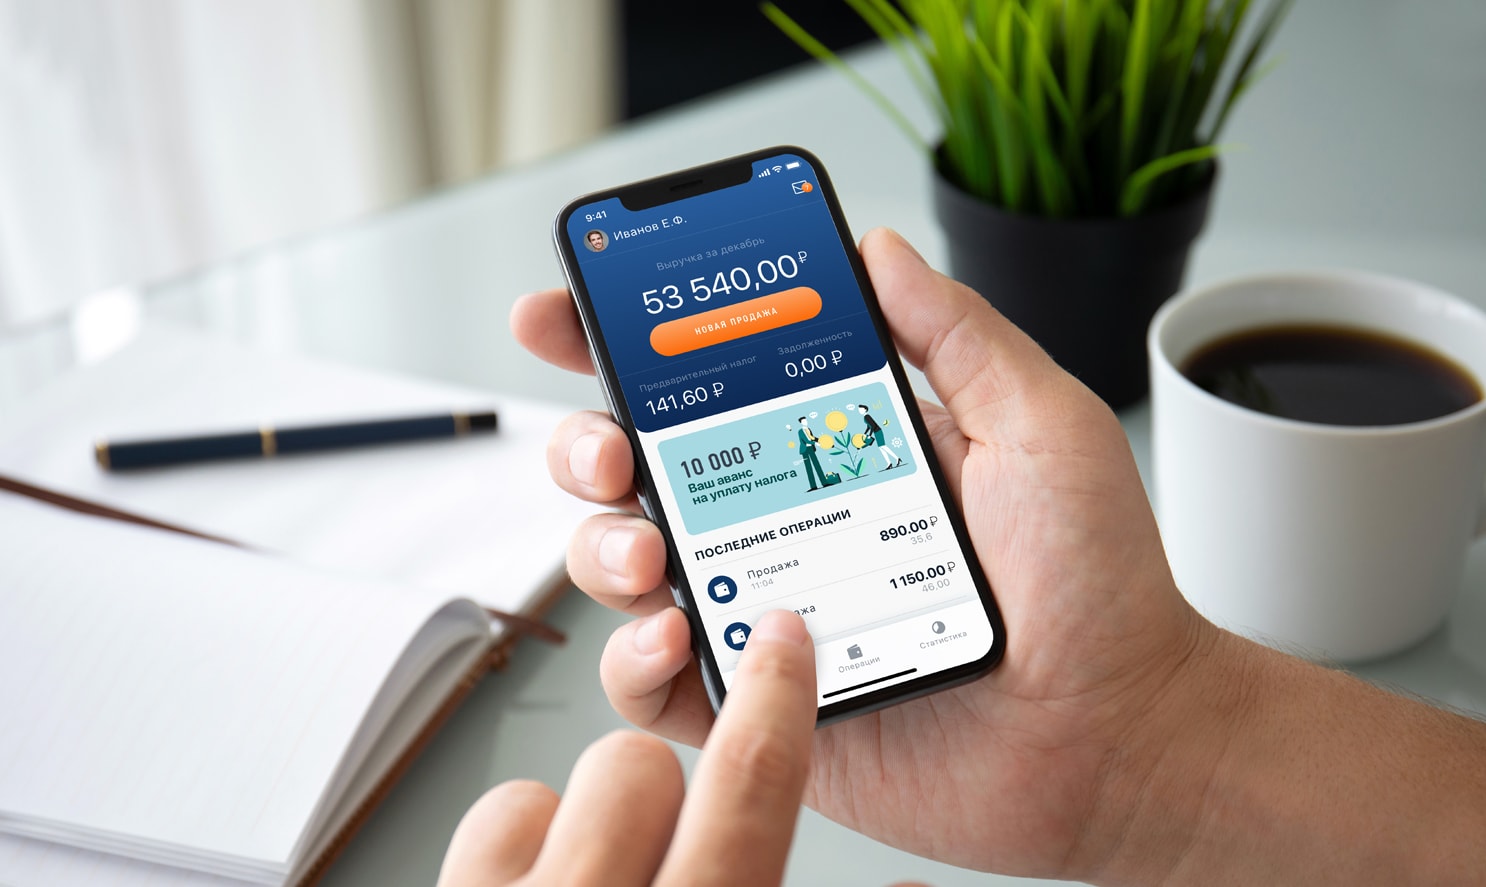 9:41
7
Иванов Е.Ф.
Выручка за декабрь
53 540,00 ₽
НОВАЯ ПРОДАЖА
Предварительный налог
141,60 ₽
Задолженность
0,00 ₽
10 000 ₽
Ваш аванс
на уплату налога
ПОСЛЕДНИЕ ОПЕРАЦИИ
Продажа
11:04
890.00 ₽
35,6
1 150.00 ₽
46,00
Операции
Статистика